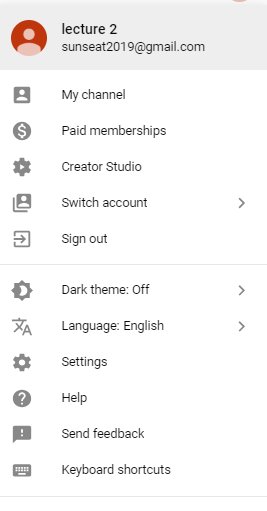 lecture 2
sunseat2019@gmail.com
My channel
Paid memberships
Creator Studio
Switch account
Sign out
Dark theme: Off
Language: English
Settings
Help
Send feedback
Keyboard shortcuts